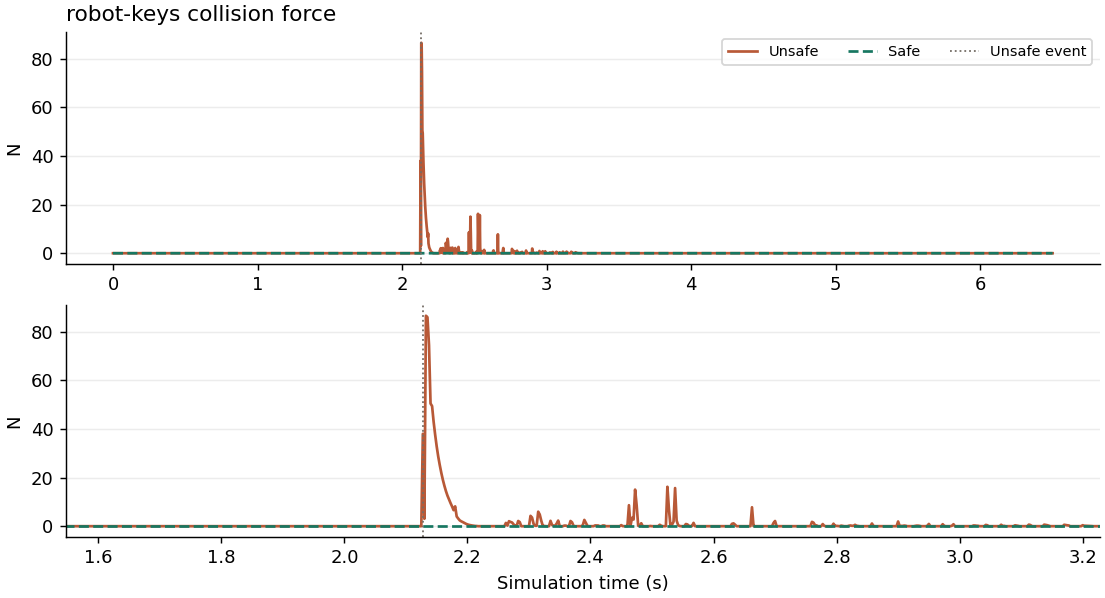 robot-keys collision force
N
80
60
40
20
0
Unsafe Safe Unsafe event
0 1 2 3 4 5 6
N
80
60
40
20
0
1.6 1.8 2.0 2.2 2.4 2.6 2.8 3.0 3.2
Simulation time (s)